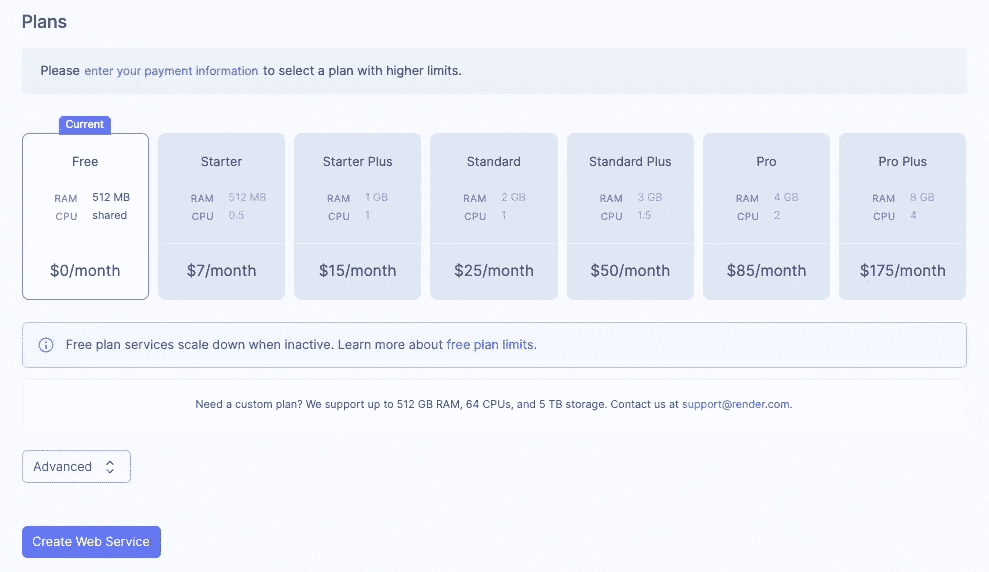 Plans
Please enter your payment information to select a plan with higher limits.
Current
Free
RAM 512 MB
CPU shared
$0/month
Starter
RAM 512 MB
CPU 0.5
$7/month
Starter Plus
RAM 1 GB
CPU 1
$15/month
Standard
RAM 2 GB
CPU 1
$25/month
Standard Plus
RAM 3 GB
CPU 1.5
$50/month
Pro
RAM 4 GB
CPU 2
$85/month
Pro Plus
RAM 8 GB
CPU 4
$175/month
Free plan services scale down when inactive. Learn more about free plan limits.
Need a custom plan? We support up to 512 GB RAM, 64 CPUs, and 5 TB storage. Contact us at support@render.com.
Advanced
Create Web Service